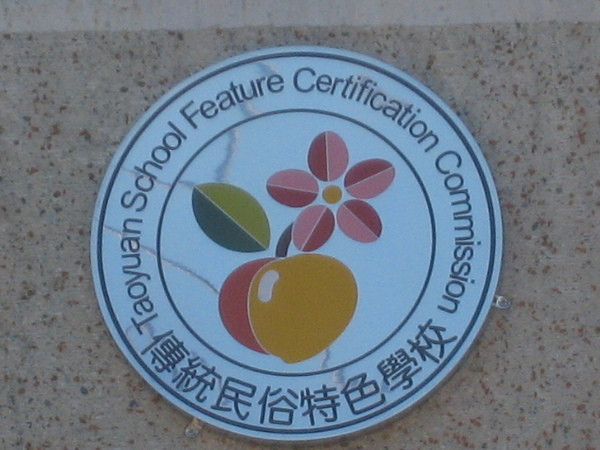 Taoyuan School Feature Certification Commission
傳統民俗特色學校